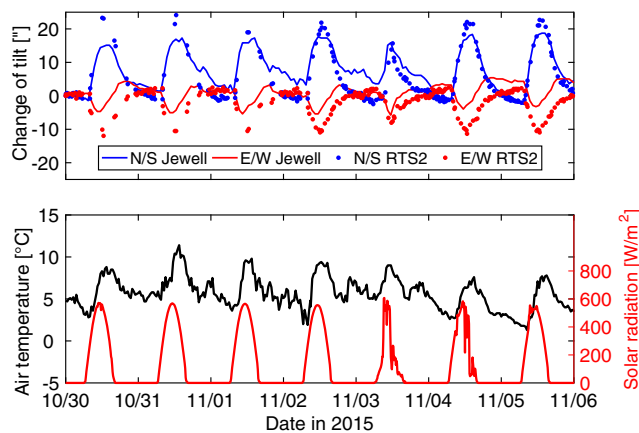 Change of tilt ["]
20
10
0
-10
-20
N/S Jewell
E/W Jewell
N/S RTS2
E/W RTS2
Air temperature [°C]
15
10
5
0
-5
Solar radiation [W/m²]
800
600
400
200
0
10/30
10/31
11/01
11/02
11/03
11/04
11/05
11/06
Date in 2015